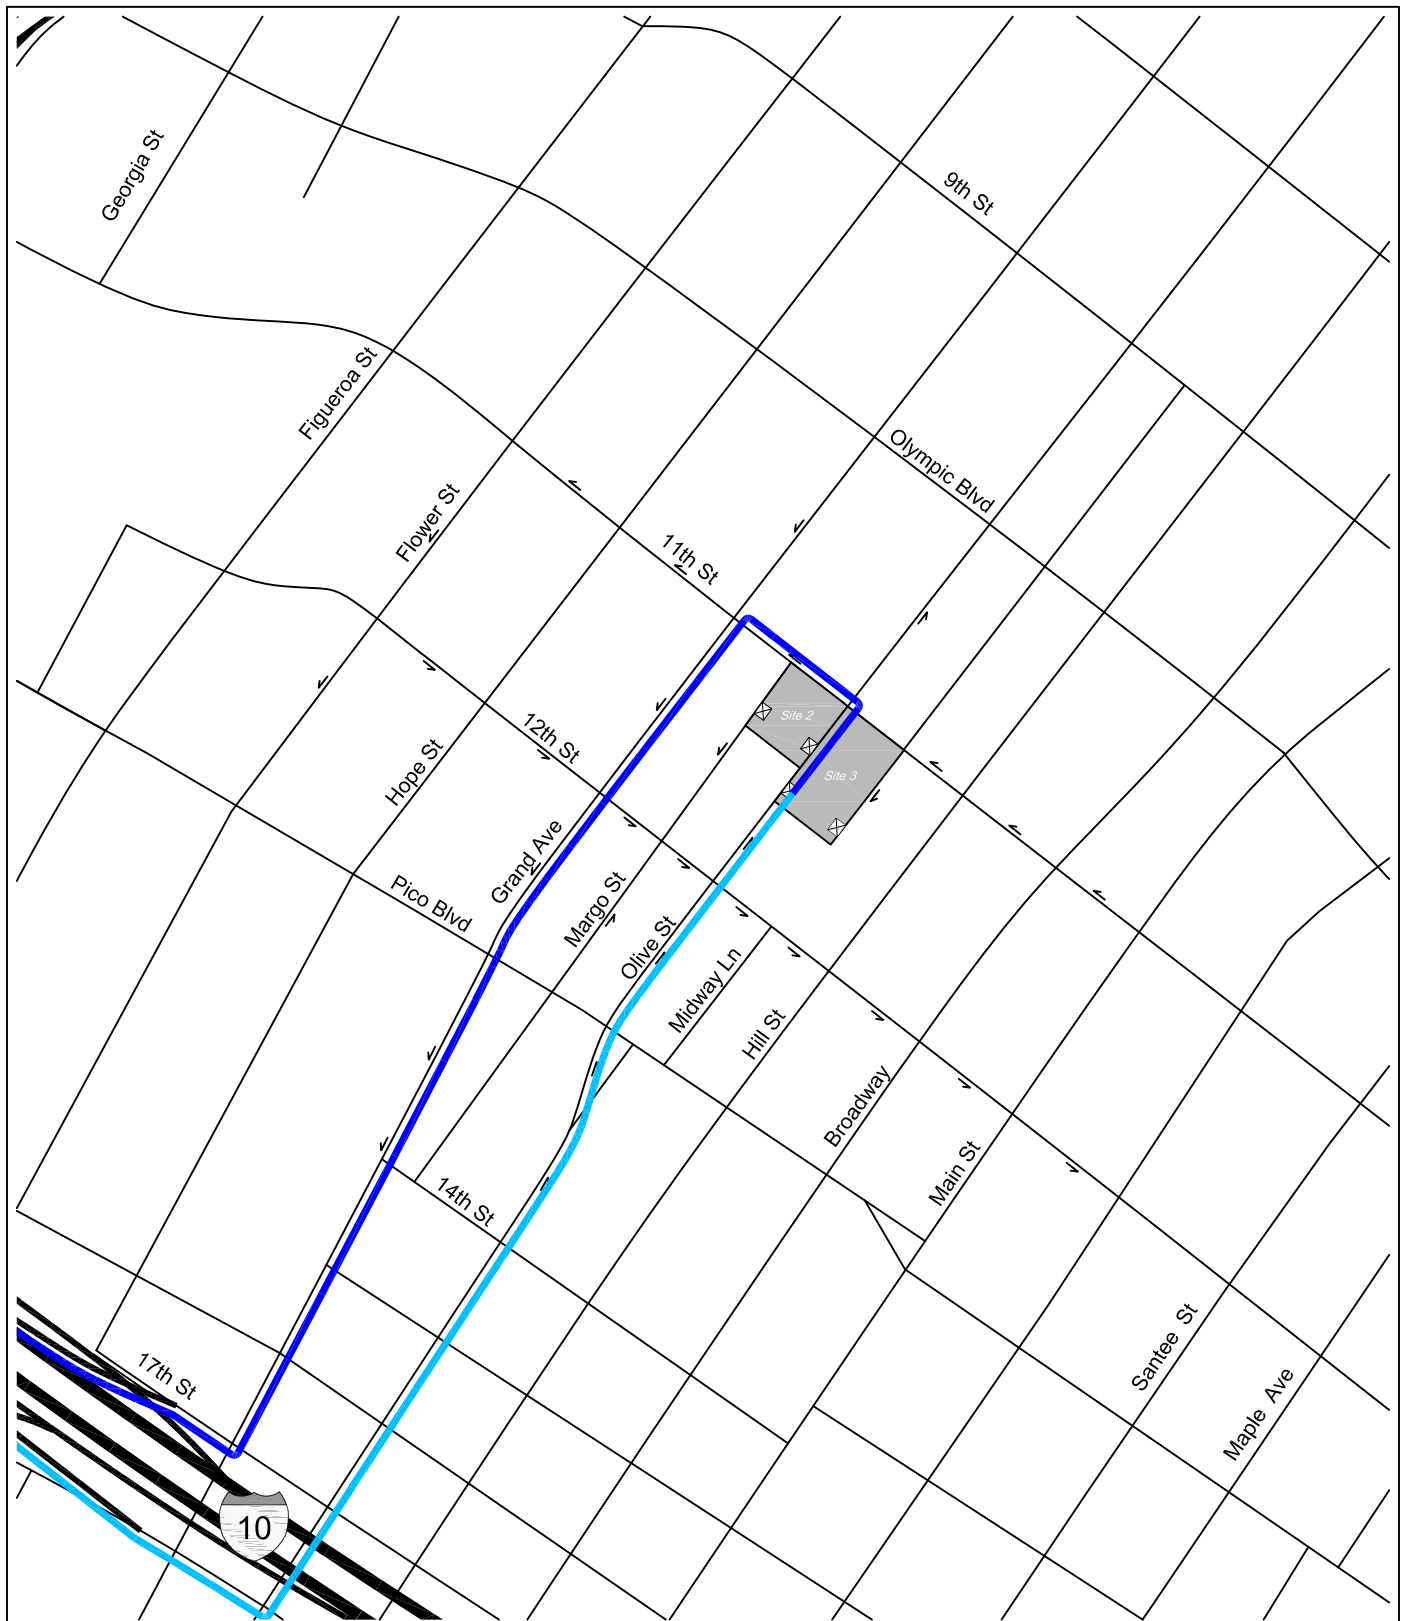 Georgia St
9th St
Figueroa St
Olympic Blvd
Flower St
11th St
Site 2
12th St
Hope St
Site 3
Grand Ave
Pico Blvd
Margo St
Olive St
Midway Ln
Hill St
Broadway
Main St
14th St
Santee St
17th St
Maple Ave
10